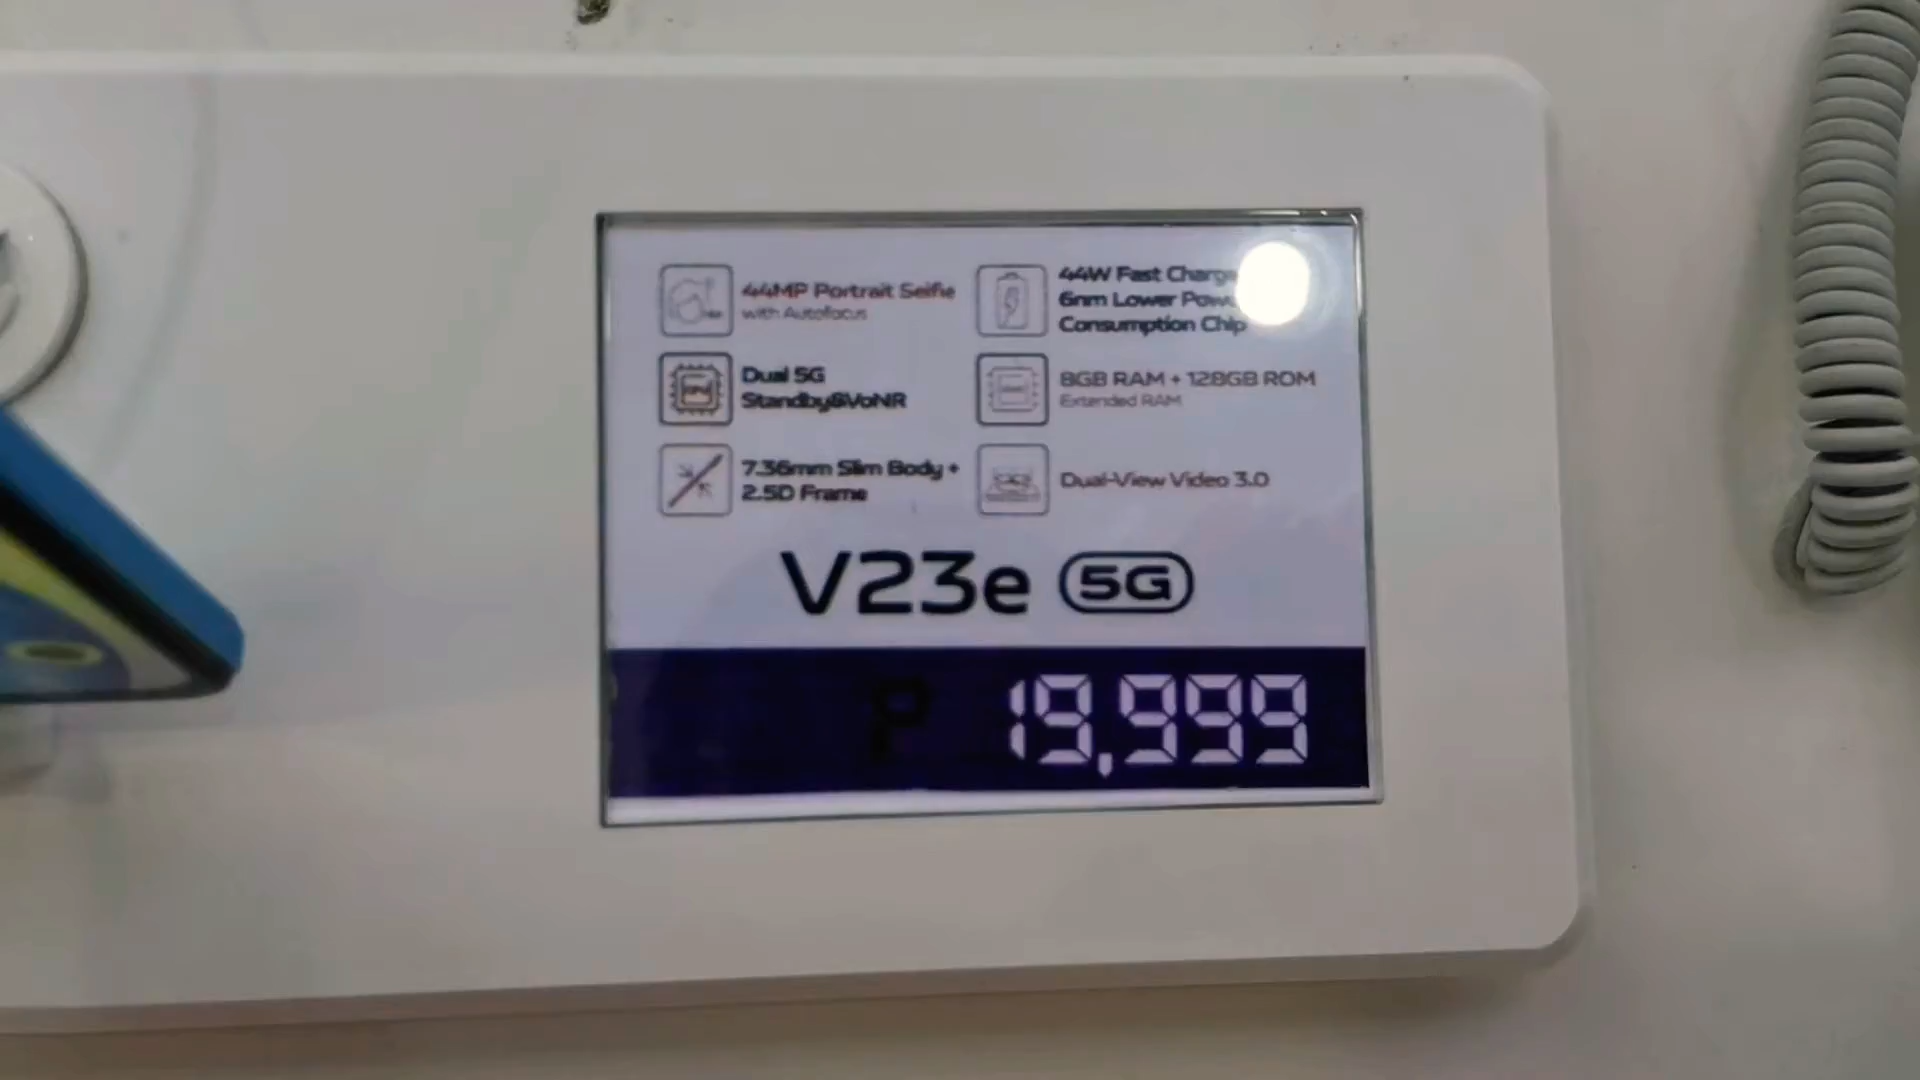 44MP Portrait Selfie
with Autofocus
44W Fast Charge
6nm Lower Power
Consumption Chip
Dual 5G
Standby&VoNR
8GB RAM + 128GB ROM
Extended RAM
7.36mm Slim Body +
2.5D Frame
Dual-View Video 3.0
V23e 5G
P 19,999